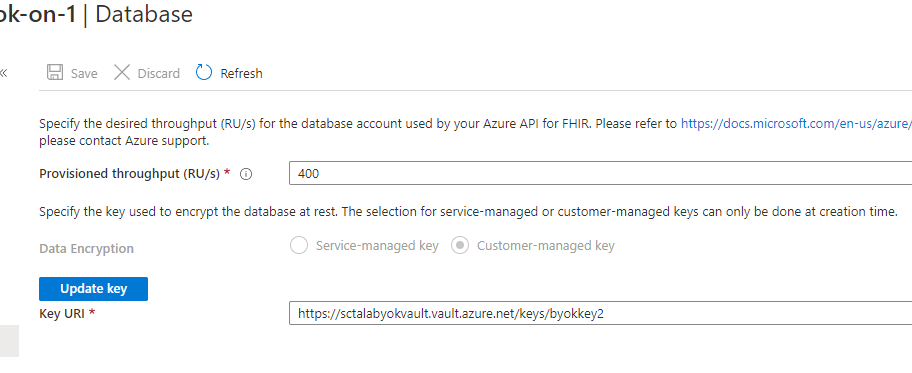 ok-on-1 | Database
«
Save Discard Refresh
Specify the desired throughput (RU/s) for the database account used by your Azure API for FHIR. Please refer to https://docs.microsoft.com/en-us/azure/
please contact Azure support.
Provisioned throughput (RU/s) * 400
Specify the key used to encrypt the database at rest. The selection for service-managed or customer-managed keys can only be done at creation time.
Data Encryption Service-managed key Customer-managed key
Update key
Key URI * https://sctalabyokvault.vault.azure.net/keys/byokkey2